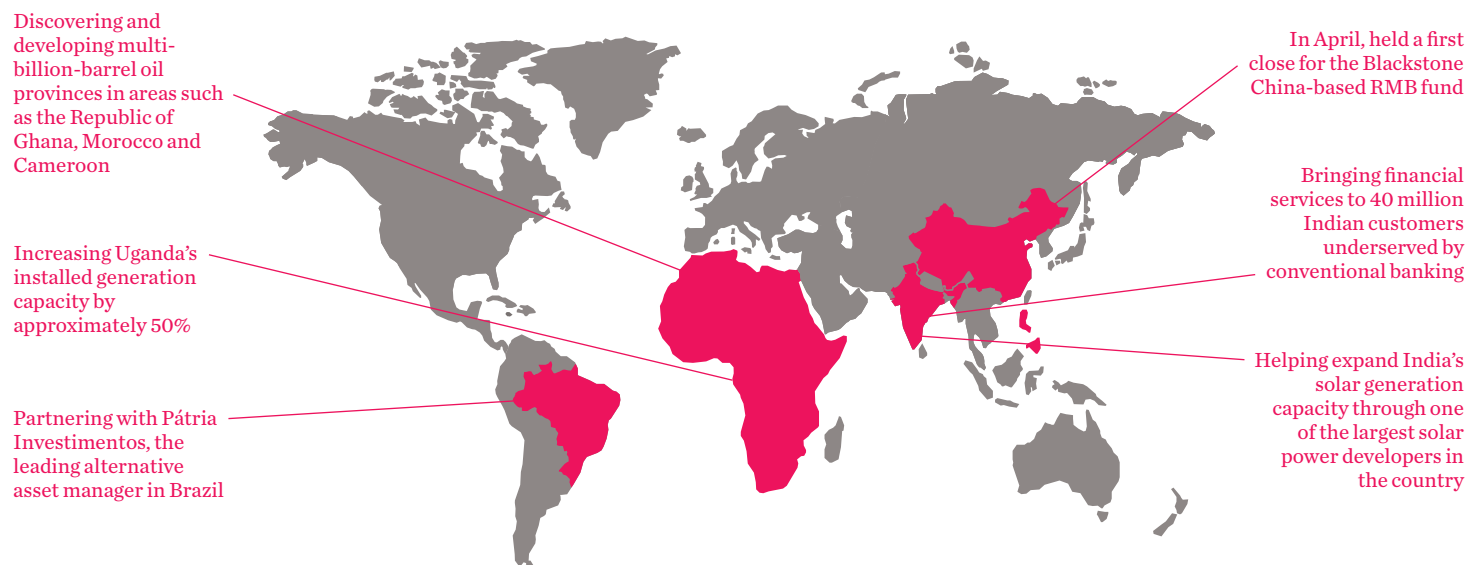 Discovering and
developing multi-
billion-barrel oil
provinces in areas such
as the Republic of
Ghana, Morocco and
Cameroon
Increasing Uganda’s
installed generation
capacity by
approximately 50%
Partnering with Pátria
Investimentos, the
leading alternative
asset manager in Brazil
In April, held a first
close for the Blackstone
China-based RMB fund
Bringing financial
services to 40 million
Indian customers
underserved by
conventional banking
Helping expand India’s
solar generation
capacity through one
of the largest solar
power developers in
the country